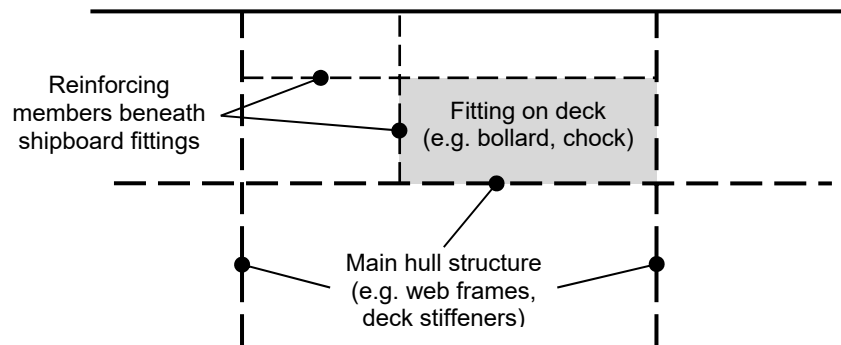 Reinforcing
members beneath
shipboard fittings
Fitting on deck
(e.g. bollard, chock)
Main hull structure
(e.g. web frames,
deck stiffeners)